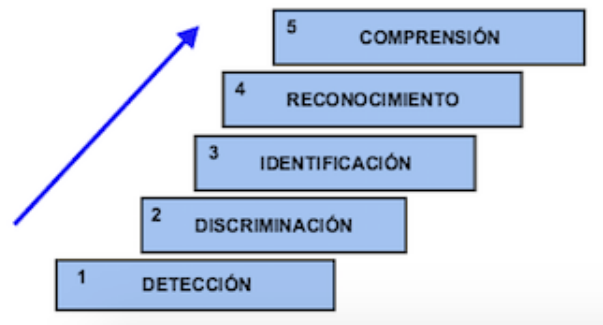 5 COMPRENSIÓN
4 RECONOCIMIENTO
3 IDENTIFICACIÓN
2 DISCRIMINACIÓN
1 DETECCIÓN